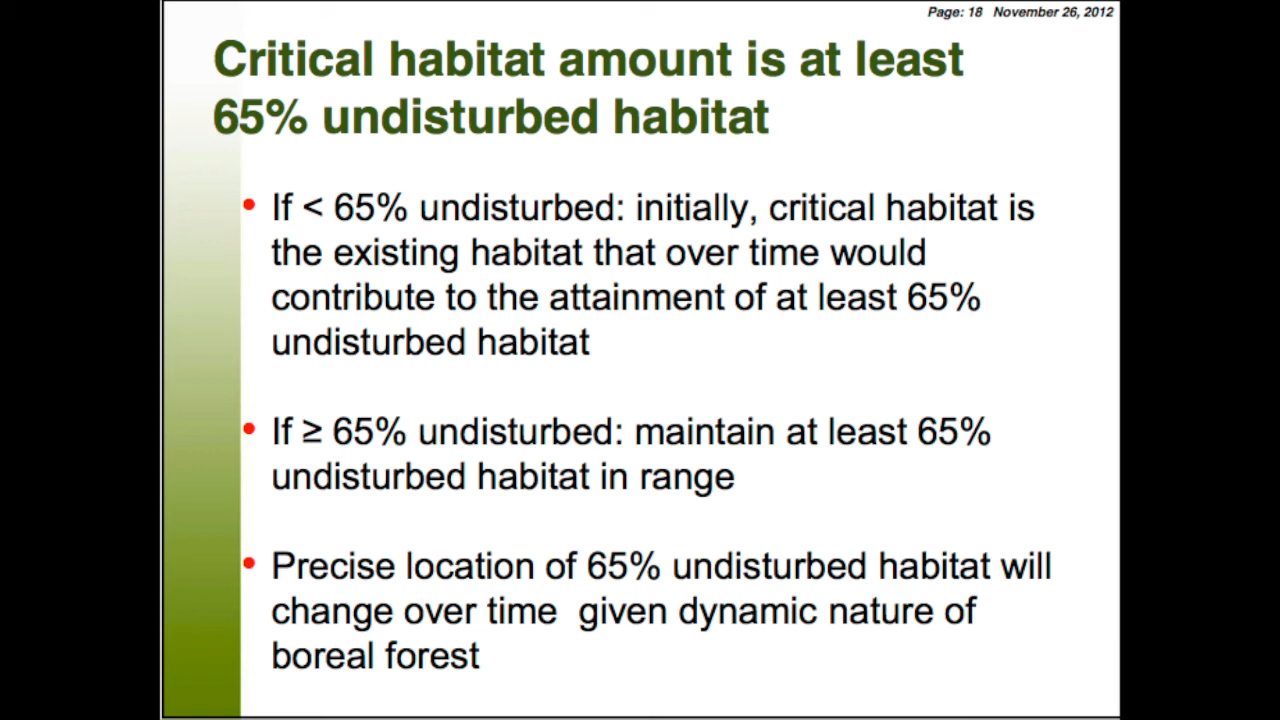 Page: 18 November 26, 2012
Critical habitat amount is at least
65% undisturbed habitat
• If < 65% undisturbed: initially, critical habitat is
the existing habitat that over time would
contribute to the attainment of at least 65%
undisturbed habitat
• If ≥ 65% undisturbed: maintain at least 65%
undisturbed habitat in range
• Precise location of 65% undisturbed habitat will
change over time given dynamic nature of
boreal forest